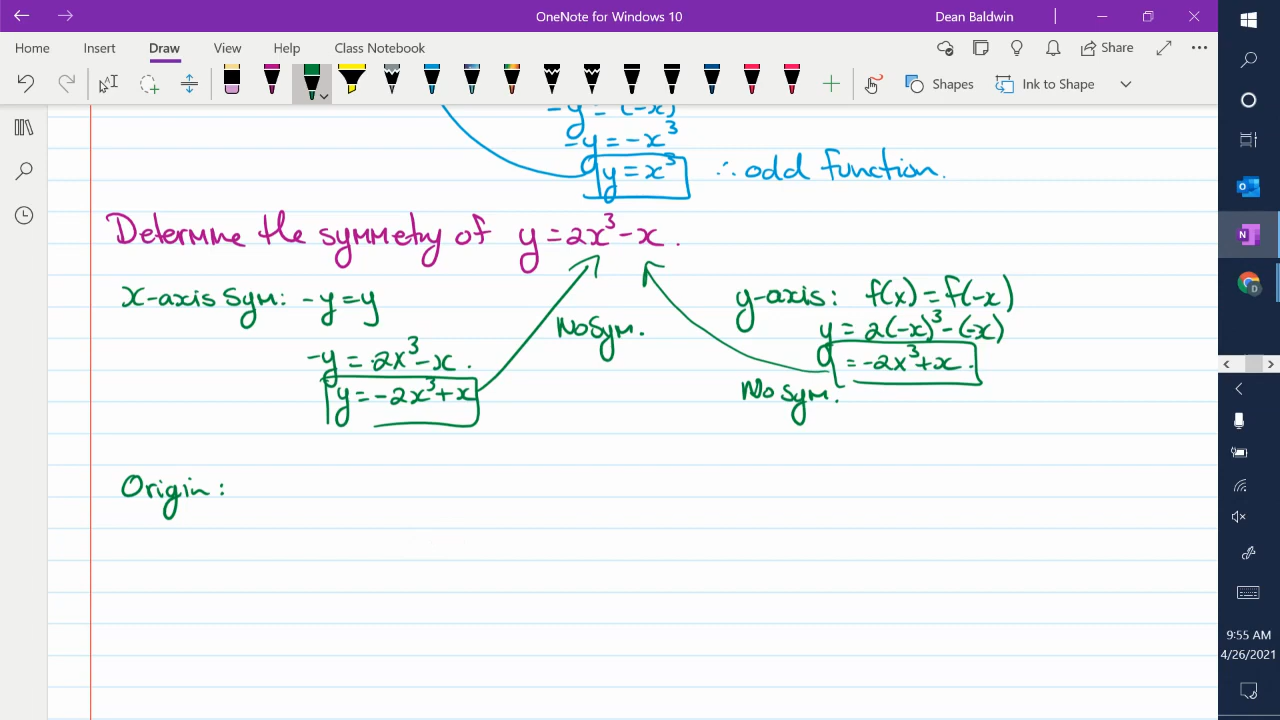 OneNote for Windows 10
Dean Baldwin
Home Insert Draw View Help Class Notebook
Share
Shapes Ink to Shape
-y = (-x)³
-y = -x³
y = x³ ∴ odd function.
Determine the symmetry of y = 2x³ - x.
x-axis Sym: -y = y
-y = 2x³ - x.
y = -2x³ + x
No Sym.
y-axis: f(x) = f(-x)
y = 2(-x)³ - (-x)
= -2x³ + x.
No Sym.
Origin:
9:55 AM
4/26/2021